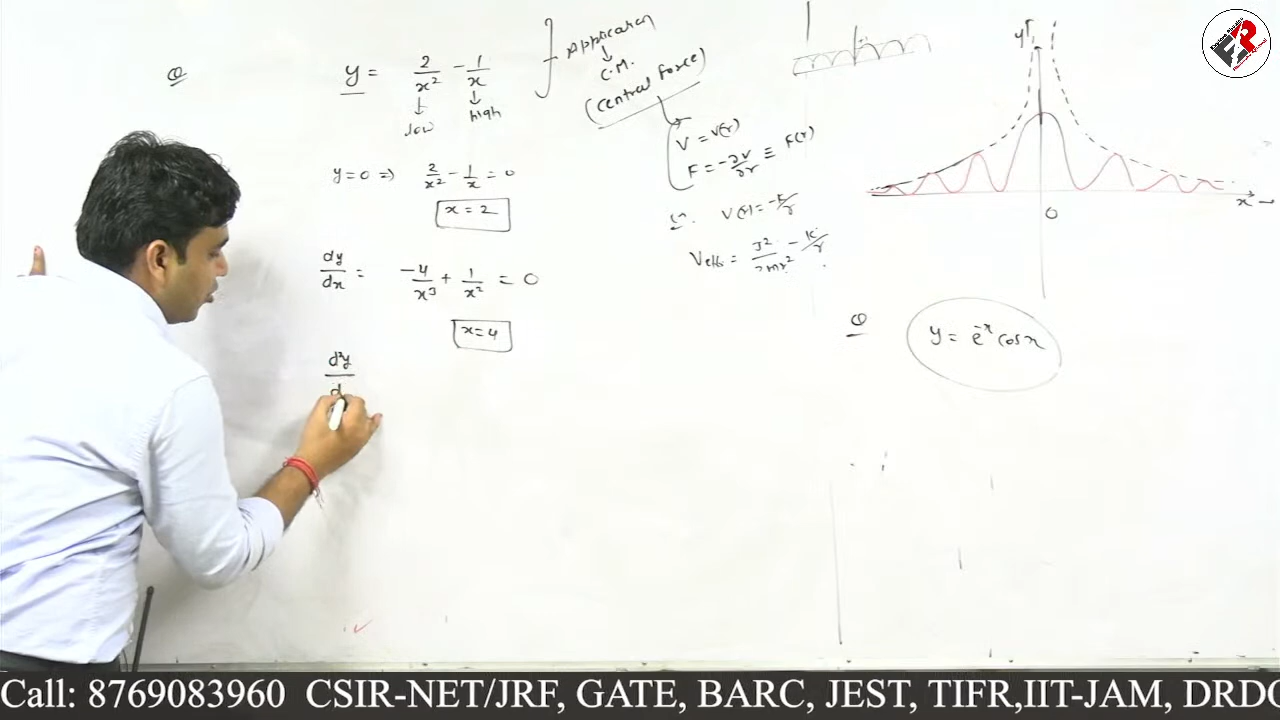 Q
y = 2/x² − 1/x
↓ low
↓ high
Application
↓
C.M.
(Central Force)
V = V(r)
F = −∂V/∂r ≡ F(r)
V(r) = −k/r
Veff = J²/2mr² − k/r
y=0 ⇒ 2/x² − 1/x = 0
x = 2
dy/dx = −4/x³ + 1/x² = 0
x = 4
d²y/d
y↑
x →
0
Q
y = e⁻ˣ cosx
Call: 8769083960 CSIR-NET/JRF, GATE, BARC, JEST, TIFR,IIT-JAM, DRDO